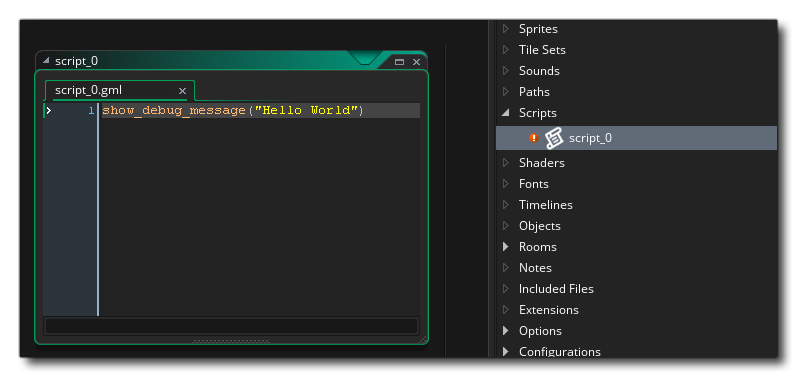 script_0
script_0.gml
1 show_debug_message("Hello World")
Sprites
Tile Sets
Sounds
Paths
Scripts
script_0
Shaders
Fonts
Timelines
Objects
Rooms
Notes
Included Files
Extensions
Options
Configurations